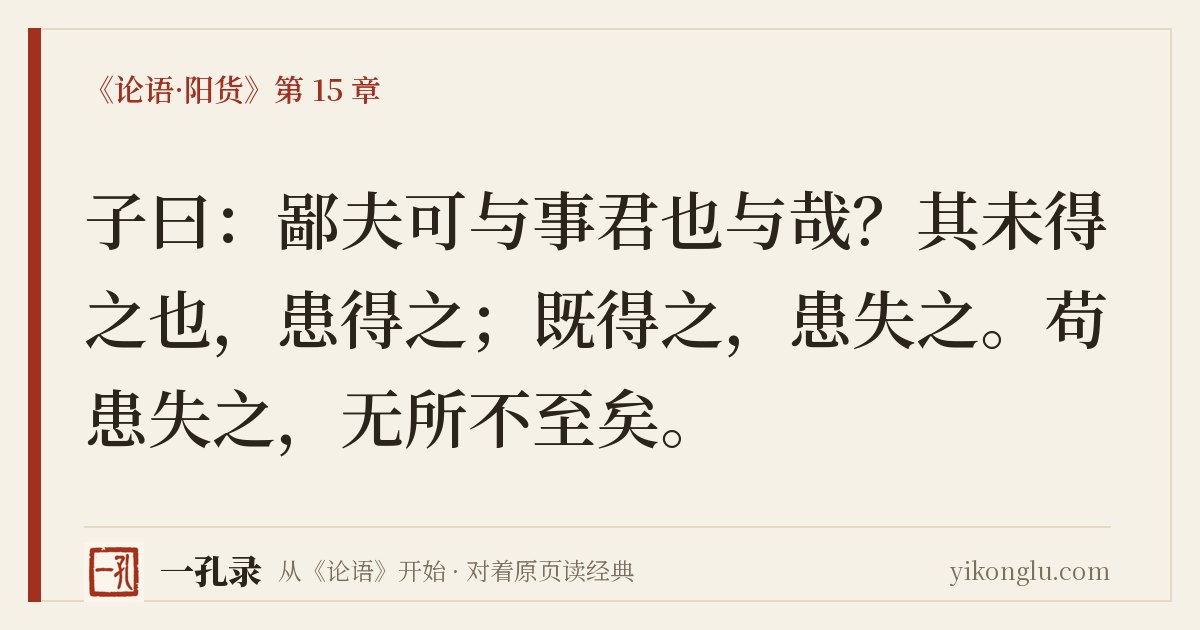 《论语·阳货》第 15 章
子曰：鄙夫可与事君也与哉？其未得
之也，患得之；既得之，患失之。苟
患失之，无所不至矣。
一孔 一孔录 从《论语》开始 · 对着原页读经典 yikonglu.com